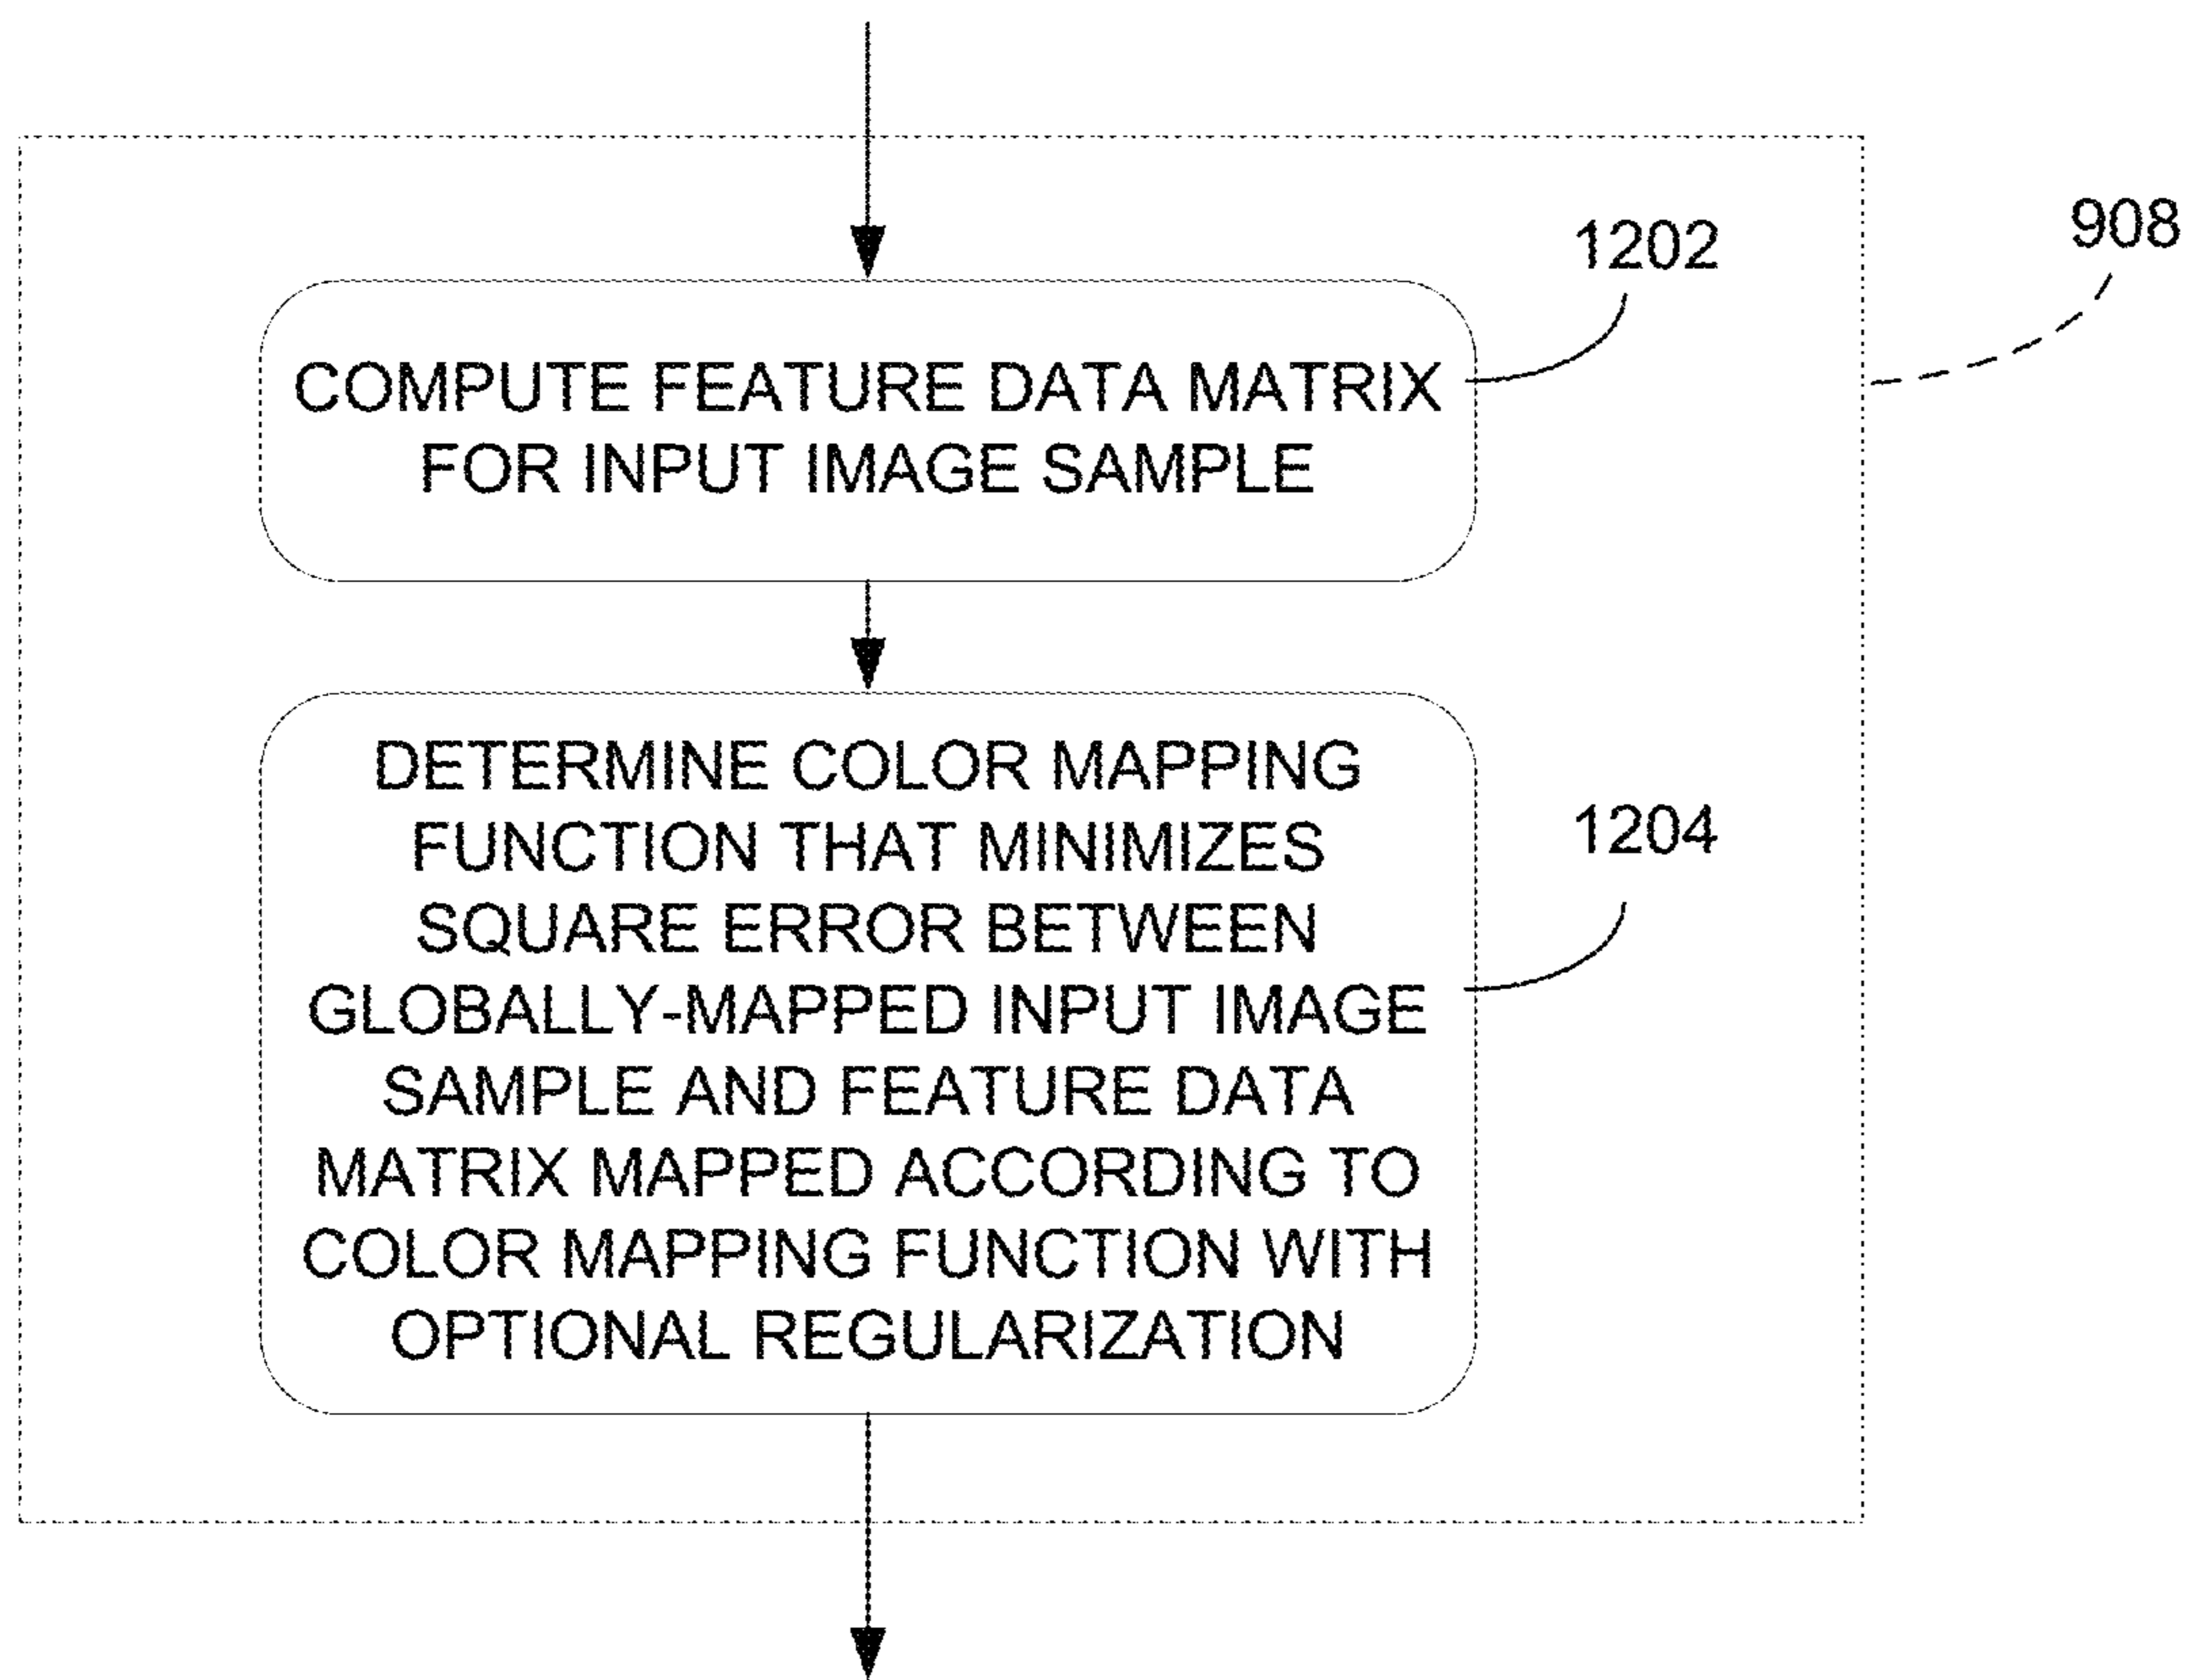 908
1202
COMPUTE FEATURE DATA MATRIX
FOR INPUT IMAGE SAMPLE
DETERMINE COLOR MAPPING
FUNCTION THAT MINIMIZES
1204
SQUARE ERROR BETWEEN
GLOBALLY-MAPPED INPUT IMAGE
SAMPLE AND FEATURE DATA
MATRIX MAPPED ACCORDING TO
COLOR MAPPING FUNCTION WITH
OPTIONAL REGULARIZATION